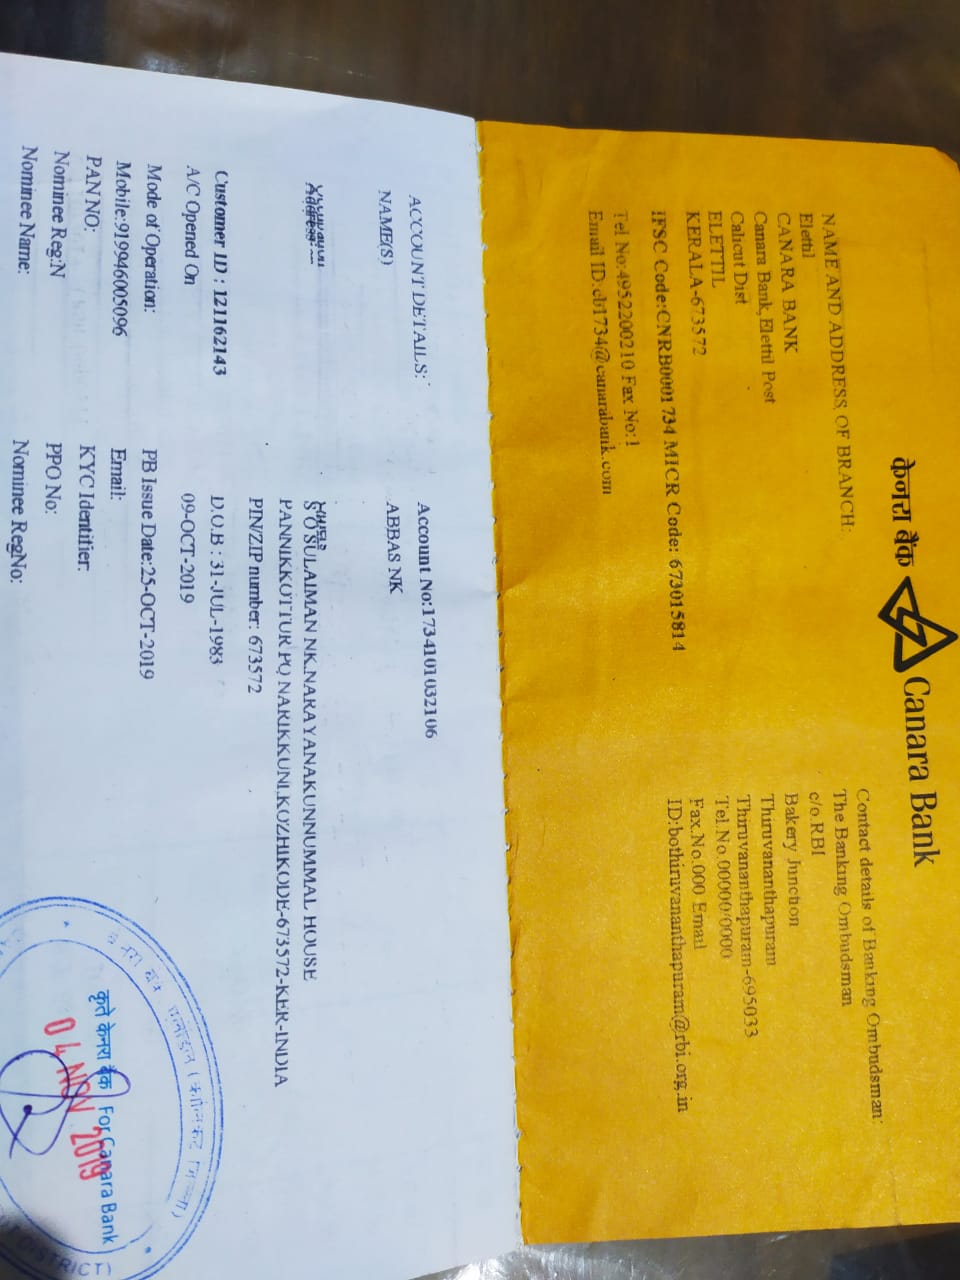 केनरा बैंक Canara Bank
NAME AND ADDRESS OF BRANCH:
Elettil
CANARA BANK
Canara Bank,Elettil Post
Calicut Dist
ELETTIL
KERALA-673572
IFSC Code:CNRB0001734 MICR Code: 673015814
Tel No:4952200210 Fax No:1
Email ID:cb1734@canarabank.com
Contact details of Banking Ombudsman:
The Banking Ombudsman
c/o.RBI
Bakery Junction
Thiruvananthapuram
Thiruvananthapuram-695033
Tel.No.00000/0000
Fax.No.000 Email
ID:bothiruvananthapuram@rbi.org.in
ACCOUNT DETAILS: Account No:1734101032106
NAME(S) ABBAS NK
Address
S O SULAIMAN NK.NARAYANAKUNNUMMAL HOUSE
PANNIKKOTTUR PO NARIKKUNI.KOZHIKODE-673572-KER-INDIA
PIN/ZIP number: 673572
Customer ID : 121162143 D.O.B : 31-JUL-1983
A/C Opened On 09-OCT-2019
Mode of Operation: PB Issue Date:25-OCT-2019
Mobile:919946005096 Email:
PAN NO: KYC Identifier:
Nominee Reg:N PPO No:
Nominee Name: Nominee RegNo:
कृते केनरा बैंक For Canara Bank
04 NOV 2019